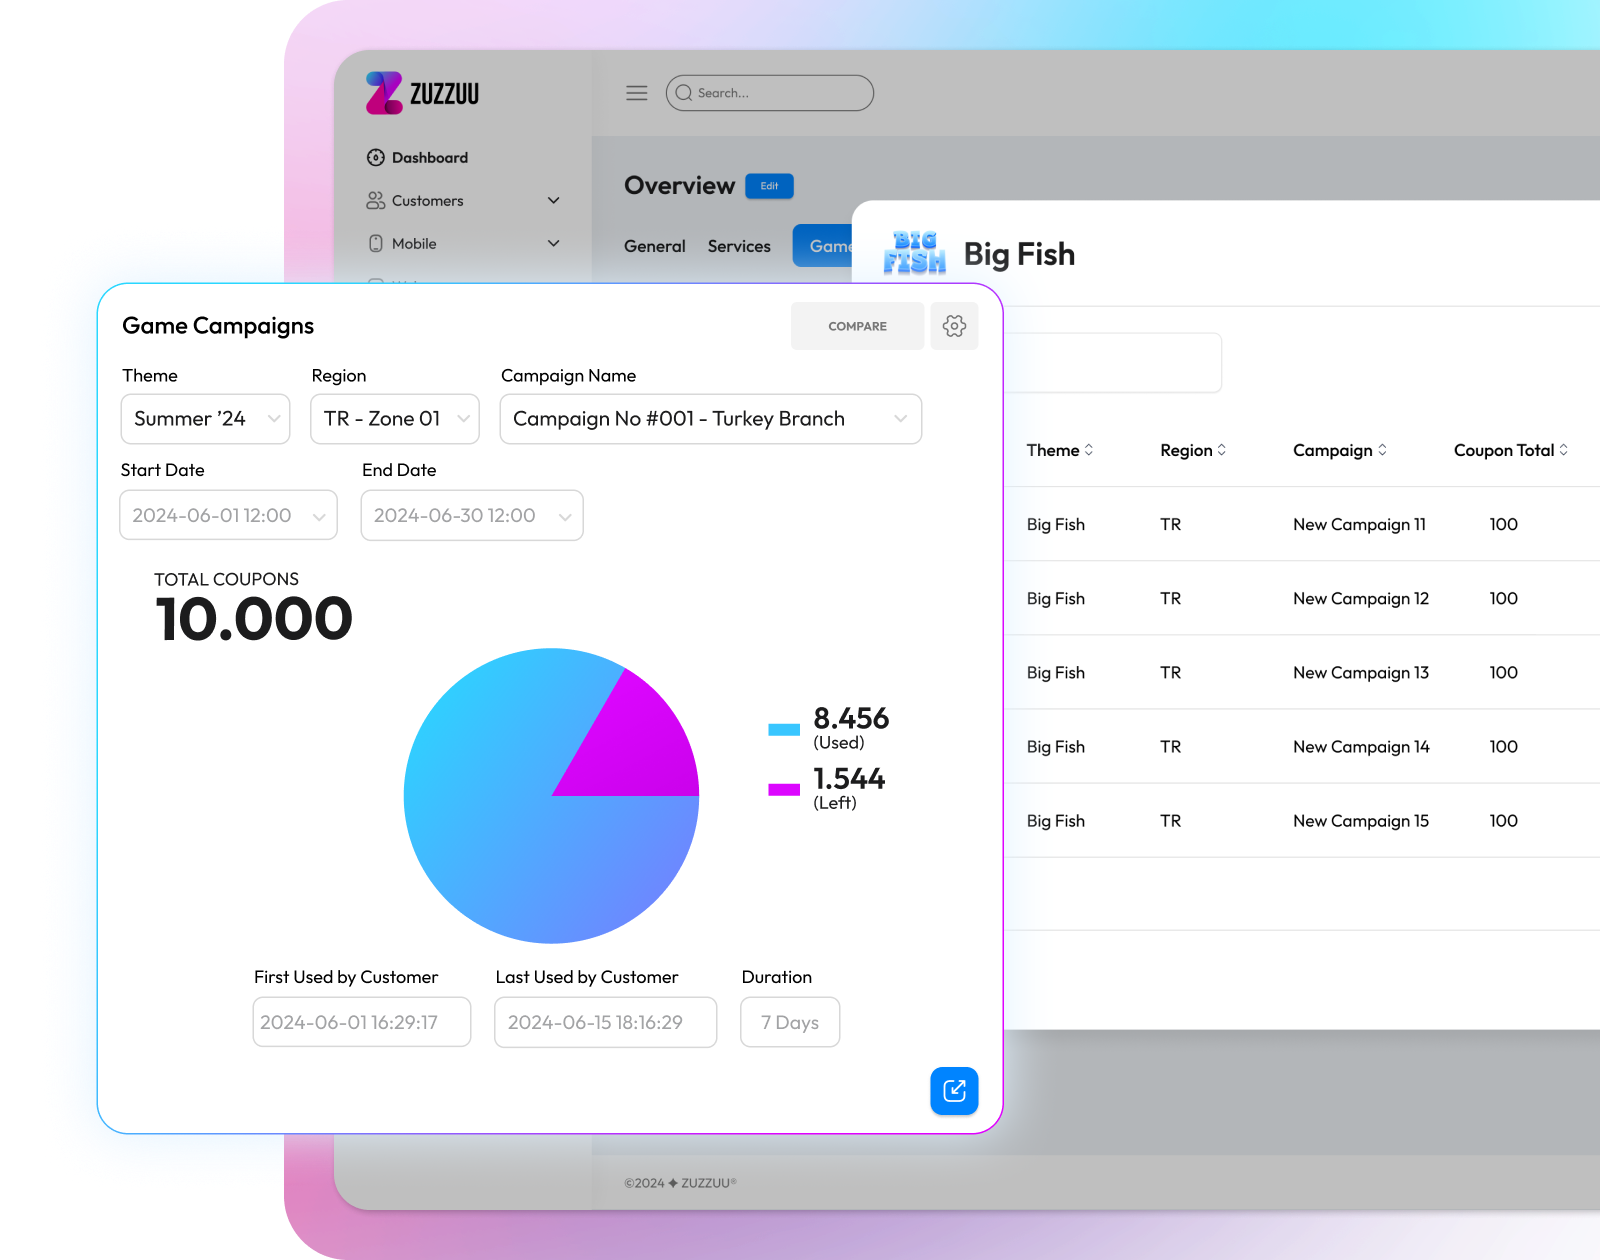 ZUZZUU
Search...
Dashboard
Customers
Mobile
Overview
Edit
General
Services
Game
BIG FISH
Big Fish
Game Campaigns
COMPARE
Theme
Region
Campaign Name
Summer ’24
TR - Zone 01
Campaign No #001 - Turkey Branch
Start Date
End Date
2024-06-01 12:00
2024-06-30 12:00
TOTAL COUPONS
10.000
8.456
(Used)
1.544
(Left)
First Used by Customer
Last Used by Customer
Duration
2024-06-01 16:29:17
2024-06-15 18:16:29
7 Days
Theme Region Campaign Coupon Total
Big Fish TR New Campaign 11 100
Big Fish TR New Campaign 12 100
Big Fish TR New Campaign 13 100
Big Fish TR New Campaign 14 100
Big Fish TR New Campaign 15 100
©2024 ✦ ZUZZUU®